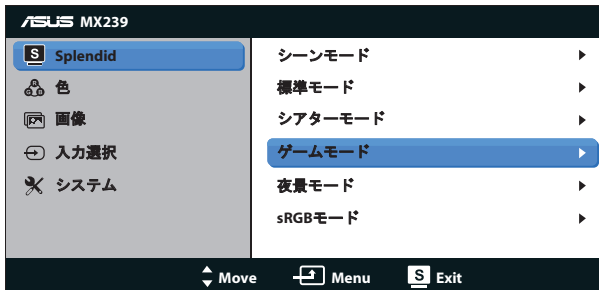 ASUS MX239
S Splendid
色
画像
入力選択
システム
シーンモード
標準モード
シアターモード
ゲームモード
夜景モード
sRGBモード
Move Menu S Exit